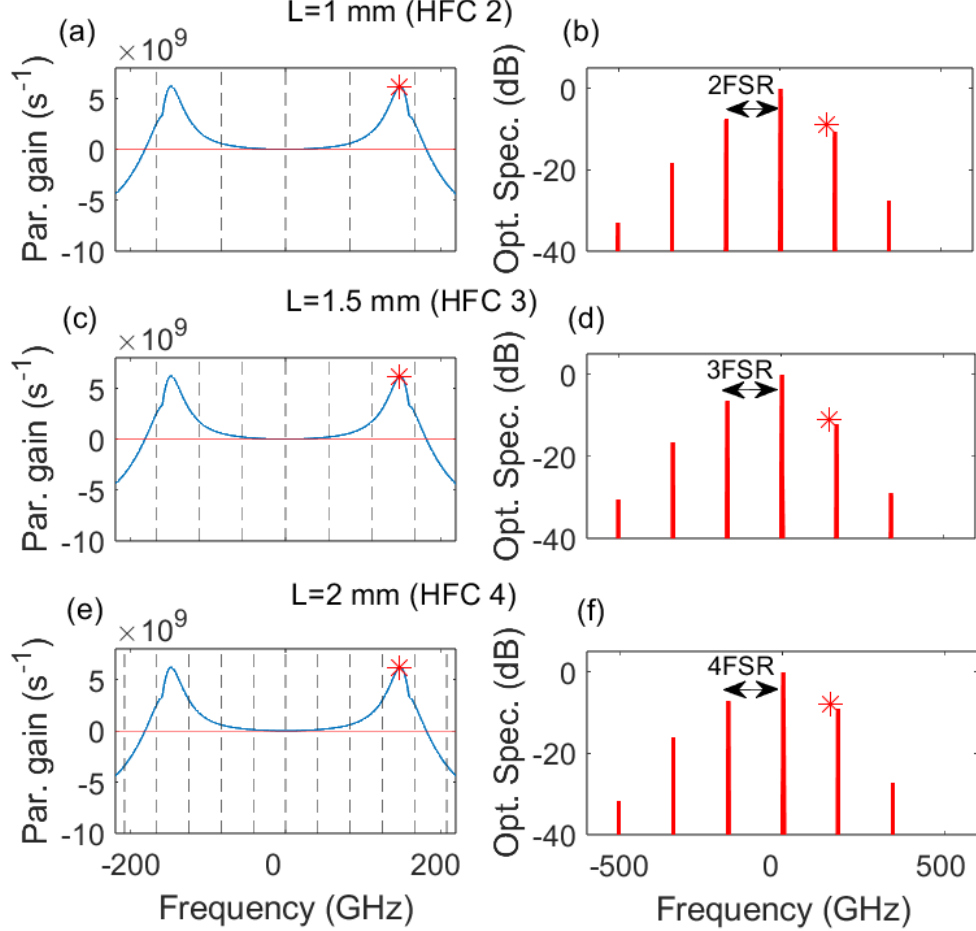 L=1 mm (HFC 2)
(a)
×10⁹
Par. gain (s⁻¹)
5
0
-5
-10
(b)
Opt. Spec. (dB)
0
-20
-40
2FSR
L=1.5 mm (HFC 3)
(c)
×10⁹
Par. gain (s⁻¹)
5
0
-5
-10
(d)
Opt. Spec. (dB)
0
-20
-40
3FSR
L=2 mm (HFC 4)
(e)
×10⁹
Par. gain (s⁻¹)
5
0
-5
-10
-200 0 200
Frequency (GHz)
(f)
Opt. Spec. (dB)
0
-20
-40
4FSR
-500 0 500
Frequency (GHz)